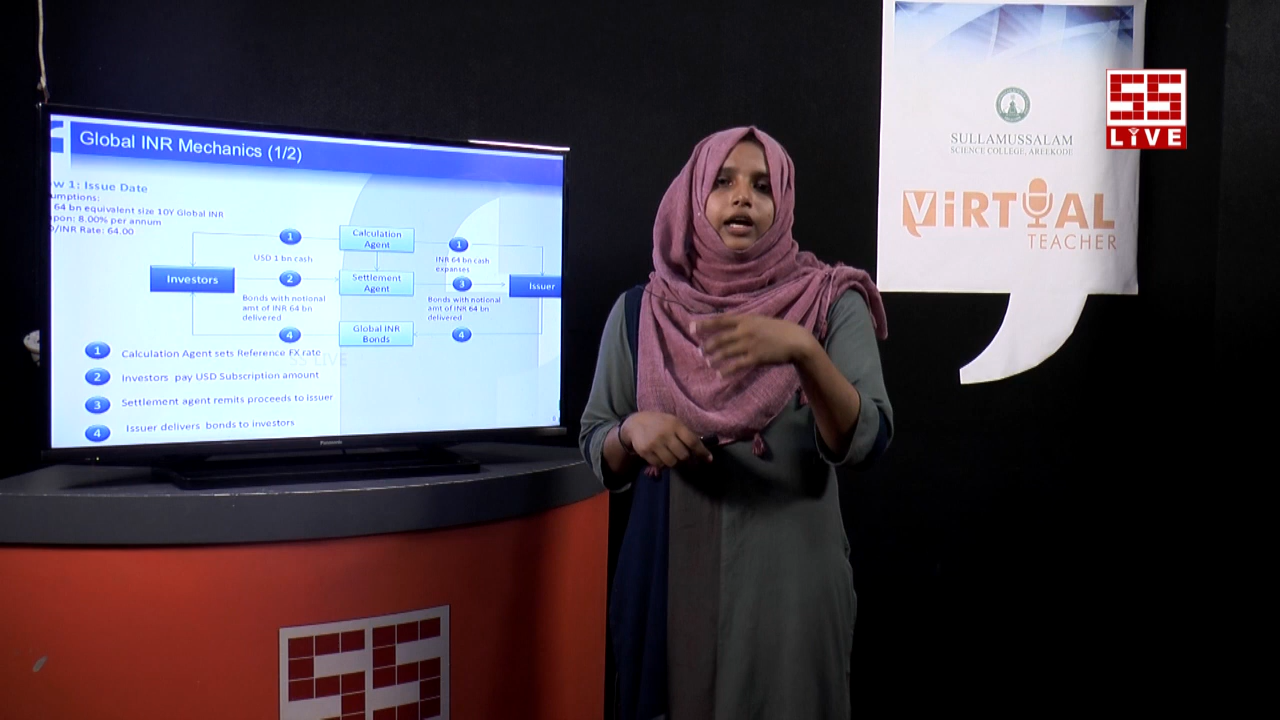 Global INR Mechanics (1/2)
1: Issue Date
64 bn equivalent size 10Y Global INR
8.00% per annum
/INR Rate: 64.00
1
Calculation
Agent
1
USD 1 bn cash
INR 64 bn cash
expanses
Investors
2
Settlement
Agent
3
Issuer
Bonds with notional
amt of INR 64 bn
delivered
Bonds with notional
amt of INR 64 bn
delivered
4
Global INR
Bonds
4
1 Calculation Agent sets Reference FX rate
2 Investors pay USD Subscription amount
3 Settlement agent remits proceeds to issuer
4 Issuer delivers bonds to investors
SS LIVE
Panasonic
SULLAMUSSALAM
SCIENCE COLLEGE, AREEKODE
ViRTUAL
TEACHER
SS
LIVE
SS